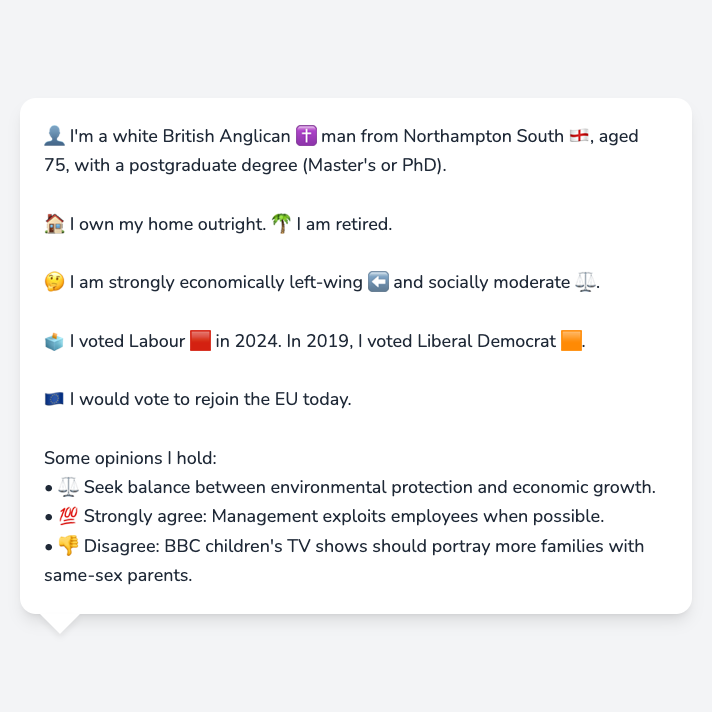 👤 I'm a white British Anglican ✝️ man from Northampton South 🏴󠁧󠁢󠁥󠁮󠁧󠁿, aged
75, with a postgraduate degree (Master's or PhD).
🏠 I own my home outright. 🌴 I am retired.
🤔 I am strongly economically left-wing ⬅️ and socially moderate ⚖️.
🗳️ I voted Labour 🟥 in 2024. In 2019, I voted Liberal Democrat 🟧.
🇪🇺 I would vote to rejoin the EU today.
Some opinions I hold:
• ⚖️ Seek balance between environmental protection and economic growth.
• 💯 Strongly agree: Management exploits employees when possible.
• 👎 Disagree: BBC children's TV shows should portray more families with
same-sex parents.